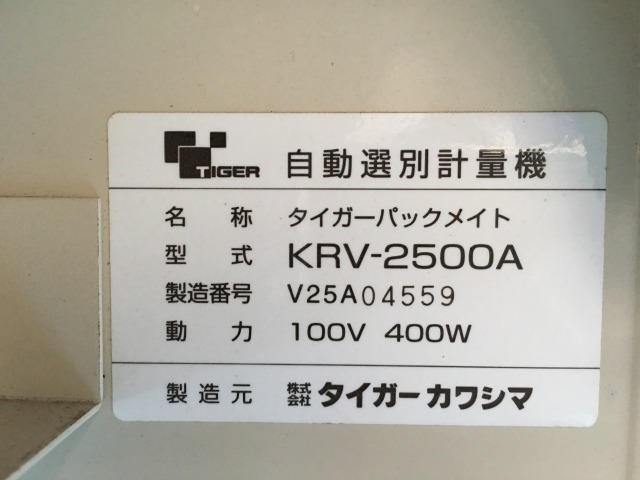 TIGER 自動選別計量機
名称 タイガーパックメイト
型式 KRV-2500A
製造番号 V25A04559
動力 100V 400W
製造元 株式会社 タイガーカワシマ